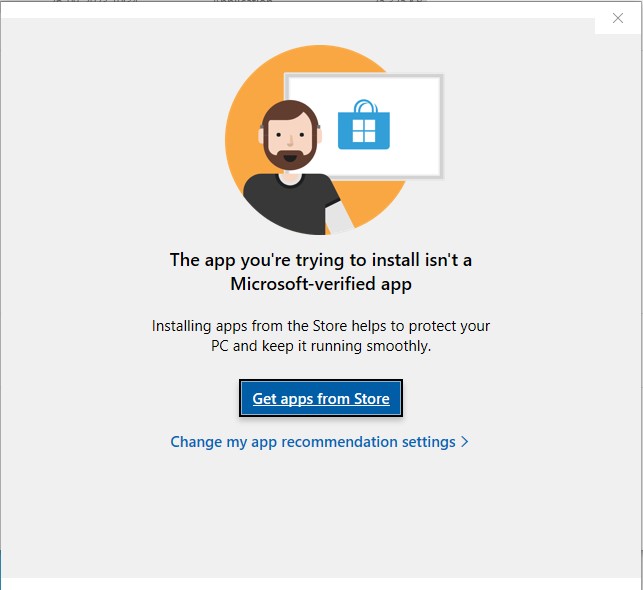 The app you're trying to install isn't a
Microsoft-verified app
Installing apps from the Store helps to protect your
PC and keep it running smoothly.
Get apps from Store
Change my app recommendation settings >